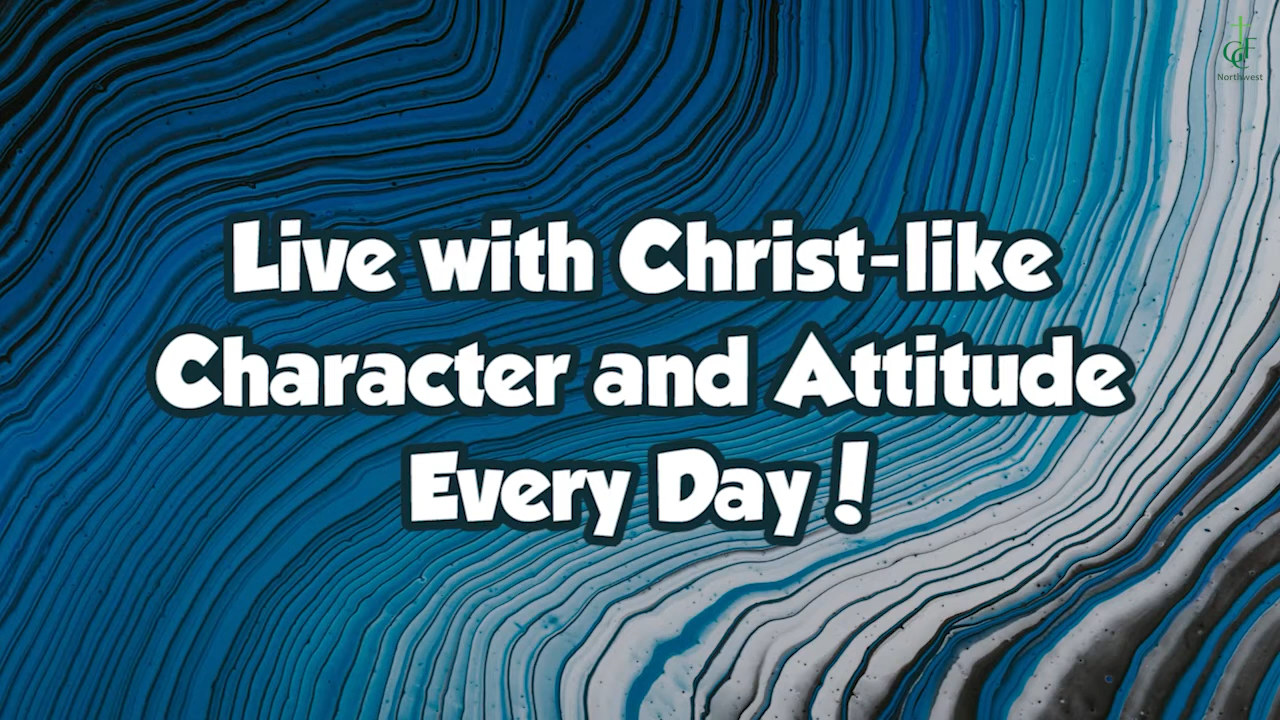 Live with Christ-like
Character and Attitude
Every Day!
Northwest